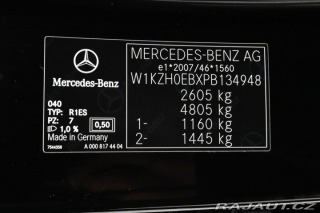 Mercedes-Benz
MERCEDES-BENZ AG
e1*2007/46*1560
W1KZH0EBXPB134948
2605 kg
4805 kg
1- 1160 kg
2- 1445 kg
040
TYP: R1ES
PZ: 7
1,0 %
0,50
Made in Germany
7544356 A 000 817 44 04
RAJAUT.CZ